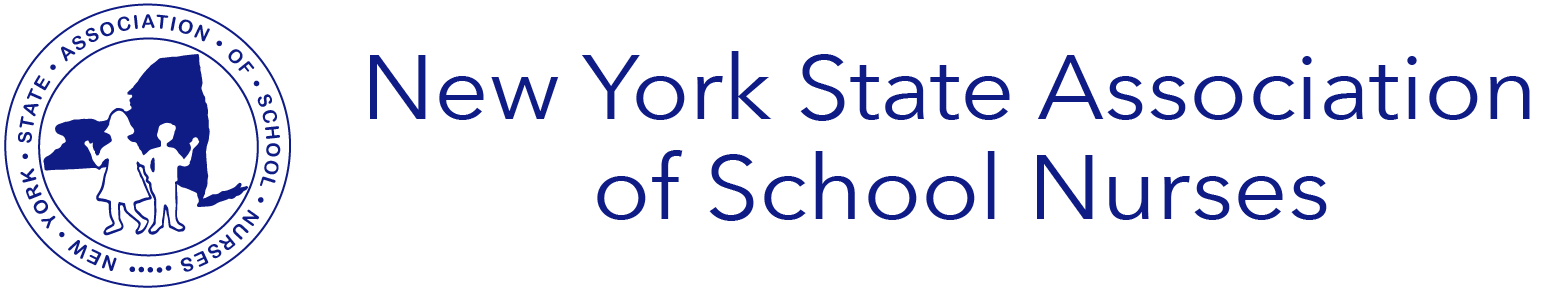 NEW • YORK • STATE • ASSOCIATION • OF • SCHOOL • NURSES •••••
New York State Association
of School Nurses